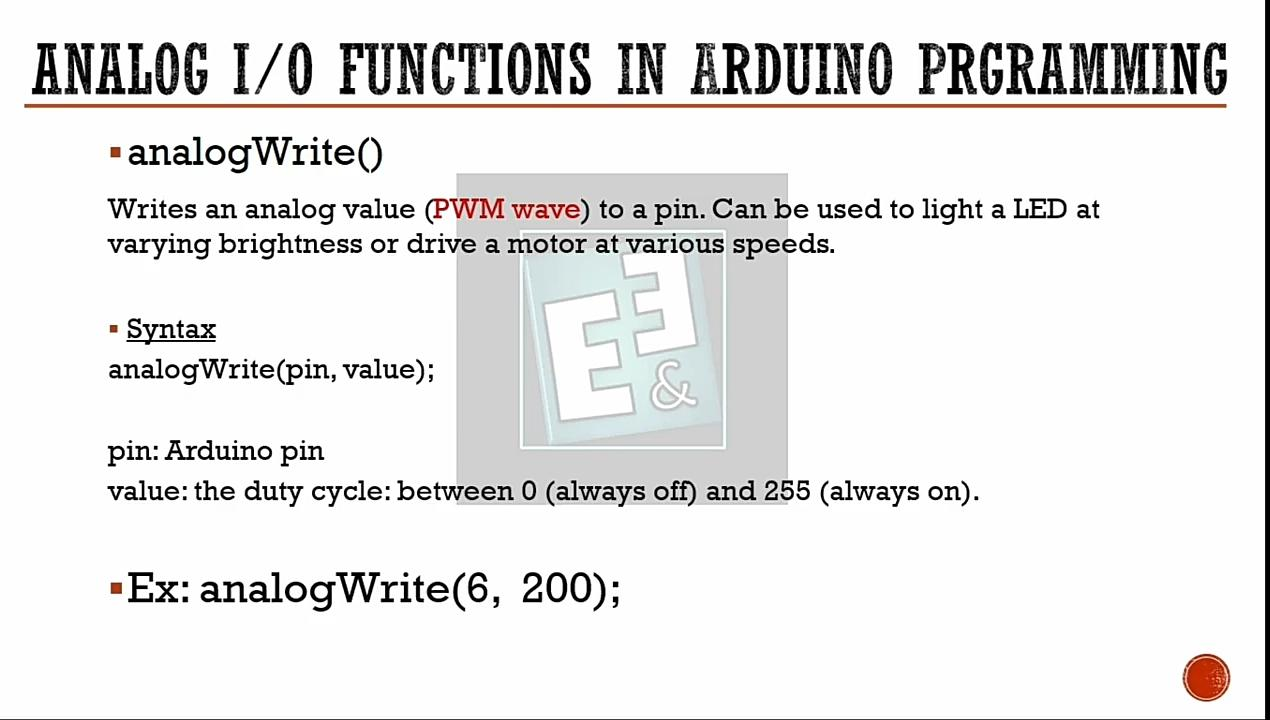 ANALOG I/O FUNCTIONS IN ARDUINO PRGRAMMING
▪ analogWrite()
Writes an analog value (PWM wave) to a pin. Can be used to light a LED at
varying brightness or drive a motor at various speeds.
▪ Syntax
analogWrite(pin, value);
E E &
pin: Arduino pin
value: the duty cycle: between 0 (always off) and 255 (always on).
▪ Ex: analogWrite(6, 200);